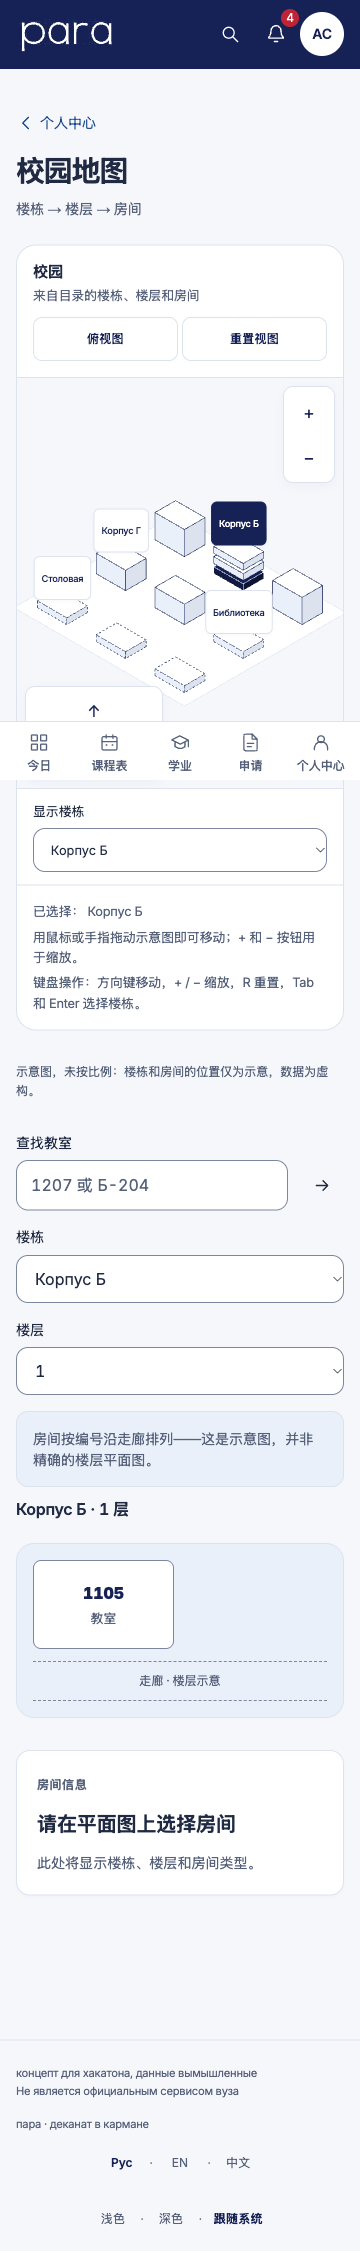 para
4
AC
个人中心
校园地图
楼栋 → 楼层 → 房间
校园
来自目录的楼栋、楼层和房间
俯视图
重置视图
+
−
Корпус Г
Корпус Б
Столовая
Библиотека
↑
今日
课程表
学业
申请
个人中心
显示楼栋
Корпус Б
已选择： Корпус Б
用鼠标或手指拖动示意图即可移动；+ 和 − 按钮用
于缩放。
键盘操作：方向键移动，+ / − 缩放，R 重置，Tab
和 Enter 选择楼栋。
示意图，未按比例：楼栋和房间的位置仅为示意，数据为虚
构。
查找教室
1207 或 Б-204
→
楼栋
Корпус Б
楼层
1
房间按编号沿走廊排列——这是示意图，并非
精确的楼层平面图。
Корпус Б · 1 层
1105
教室
走廊 · 楼层示意
房间信息
请在平面图上选择房间
此处将显示楼栋、楼层和房间类型。
концепт для хакатона, данные вымышленные
Не является официальным сервисом вуза
пара · деканат в кармане
Рус · EN · 中文
浅色 · 深色 · 跟随系统